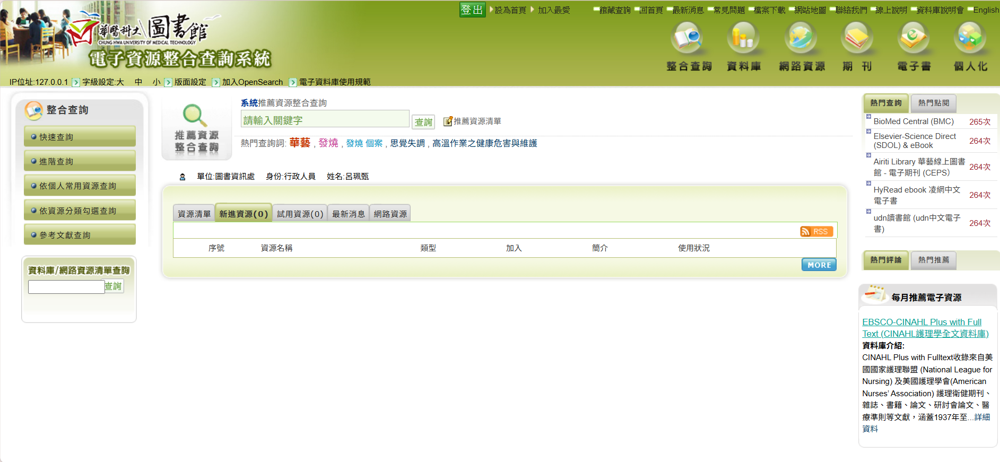 登出 設為首頁 加入最愛 館藏查詢 回首頁 最新消息 常見問題 檔案下載 網站地圖 聯絡我們 線上說明 資料庫說明會 English
華醫科大 圖書館
CHUNG HWA UNIVERSITY OF MEDICAL TECHNOLOGY
電子資源整合查詢系統
整合查詢 資料庫 網路資源 期刊 電子書 個人化
IP位址:127.0.0.1 字級設定:大 中 小 版面設定 加入OpenSearch 電子資料庫使用規範
整合查詢
快速查詢
進階查詢
依個人常用資源查詢
依資源分類勾選查詢
參考文獻查詢
資料庫/網路資源清單查詢
查詢
推薦資源
整合查詢
系統推薦資源整合查詢
請輸入關鍵字 查詢 推薦資源清單
熱門查詢詞: 華藝 , 發燒 , 發燒 個案 , 思覺失調 , 高溫作業之健康危害與維護
單位:圖書資訊處 身份:行政人員 姓名:呂珮甄
資源清單 新進資源(0) 試用資源(0) 最新消息 網路資源
RSS
序號 資源名稱 類型 加入 簡介 使用狀況
MORE
熱門查詢 熱門點閱
BioMed Central (BMC) 265次
Elsevier-Science Direct
(SDOL) & eBook 264次
Airiti Library 華藝線上圖書
館 - 電子期刊 (CEPS） 264次
HyRead ebook 凌網中文
電子書 264次
udn讀書館 (udn中文電子
書) 264次
熱門評論 熱門推薦
每月推薦電子資源
EBSCO-CINAHL Plus with Full
Text (CINAHL護理學全文資料庫)
資料庫介紹:
CINAHL Plus with Fulltext收錄來自美
國國家護理聯盟 (National League for
Nursing) 及美國護理學會(American
Nurses' Association) 護理衛健期刊、
雜誌、書籍、論文、研討會論文、醫
療準則等文獻，涵蓋1937年至...詳細
資料